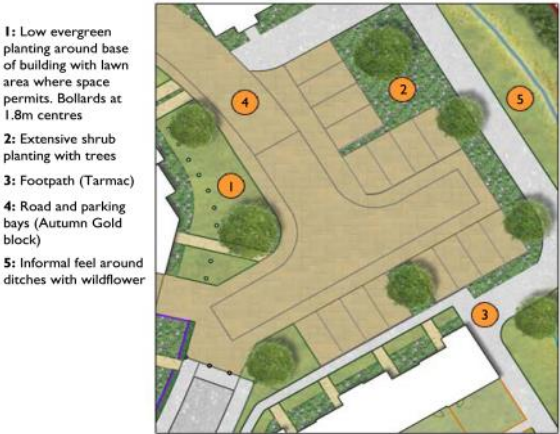 1: Low evergreen
planting around base
of building with lawn
area where space
permits. Bollards at
1.8m centres
2: Extensive shrub
planting with trees
3: Footpath (Tarmac)
4: Road and parking
bays (Autumn Gold
block)
5: Informal feel around
ditches with wildflower
2
4
5
1
3